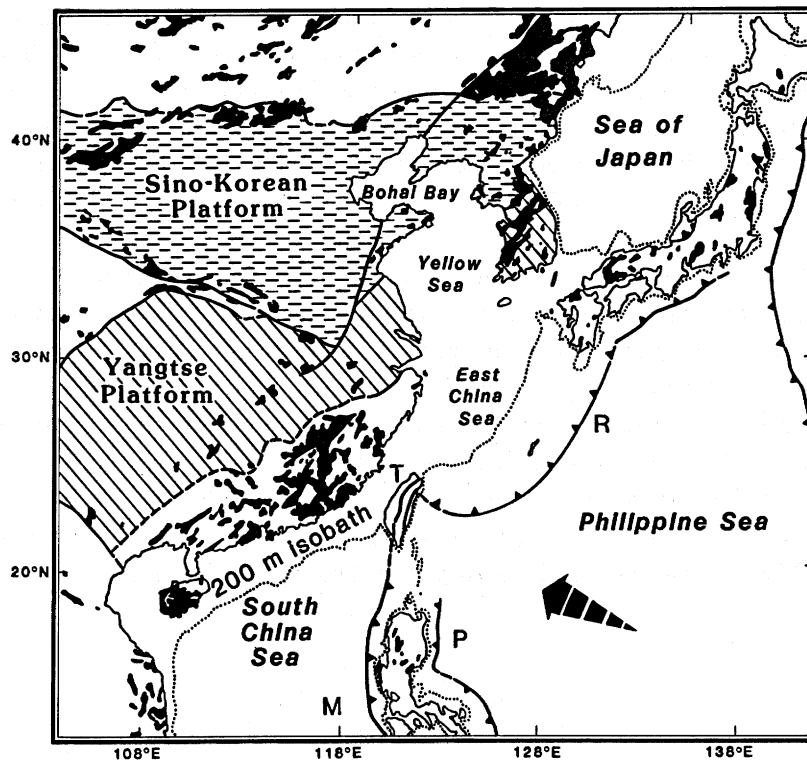 Sea of
Japan
40°N
Sino-Korean
Platform
Bohal Bay
Yellow
Sea
30°N
Yangtse
Platform
East
China
Sea
R
T
Philippine Sea
200 m isobath
20°N
South
China
Sea
P
M
108°E
118°E
128°E
138°E